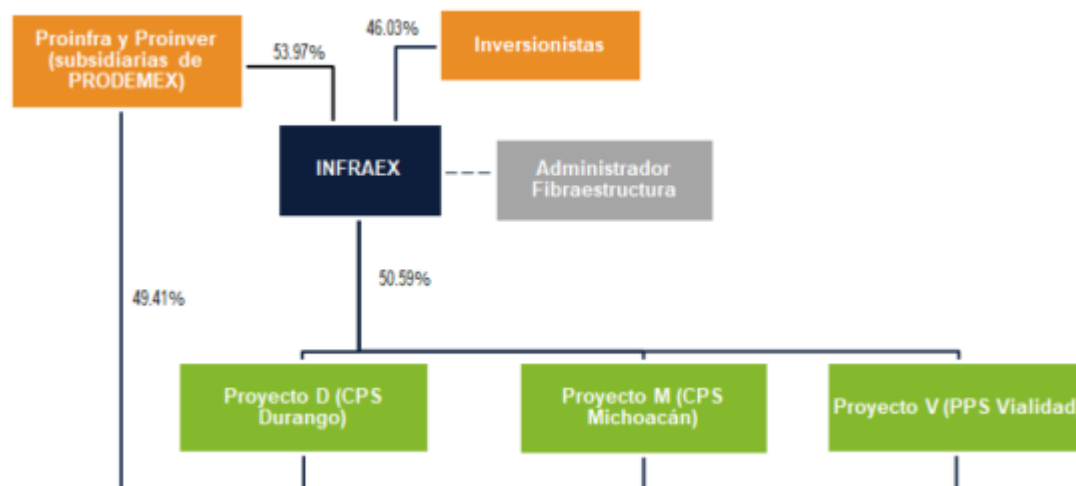 Proinfra y Proinver
(subsidiarias de
PRODEMEX)
53.97%
46.03%
Inversionistas
INFRAEX
Administrador
Fibraestructura
49.41%
50.59%
Proyecto D (CPS
Durango)
Proyecto M (CPS
Michoacán)
Proyecto V (PPS Vialidad